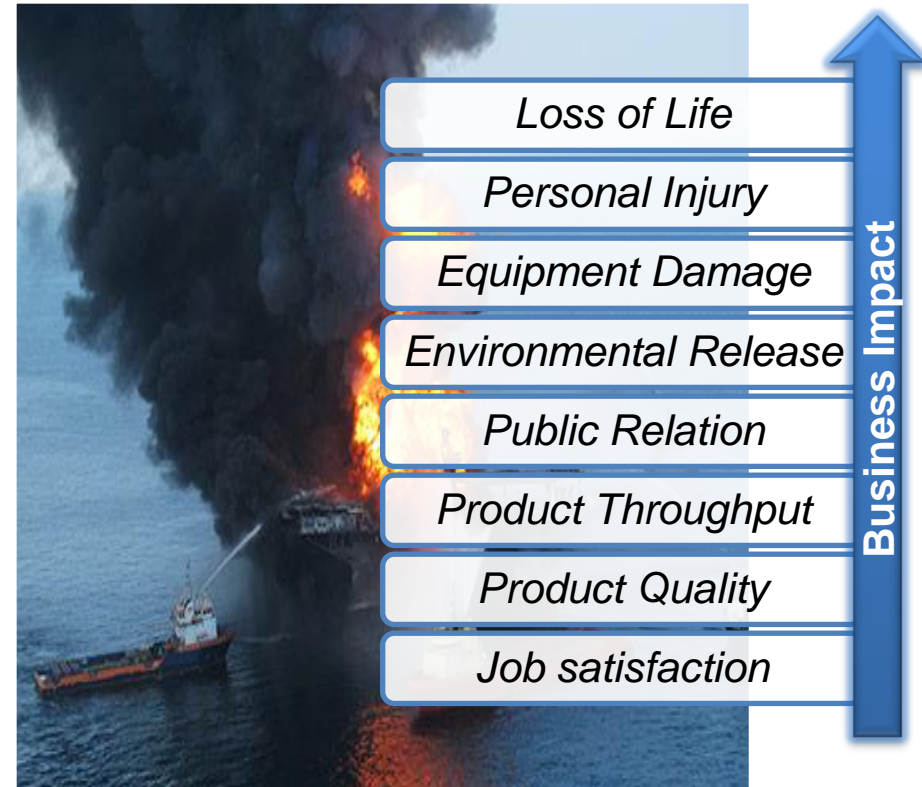 Loss of Life
Personal Injury
Equipment Damage
Environmental Release
Public Relation
Product Throughput
Product Quality
Job satisfaction
Business Impact